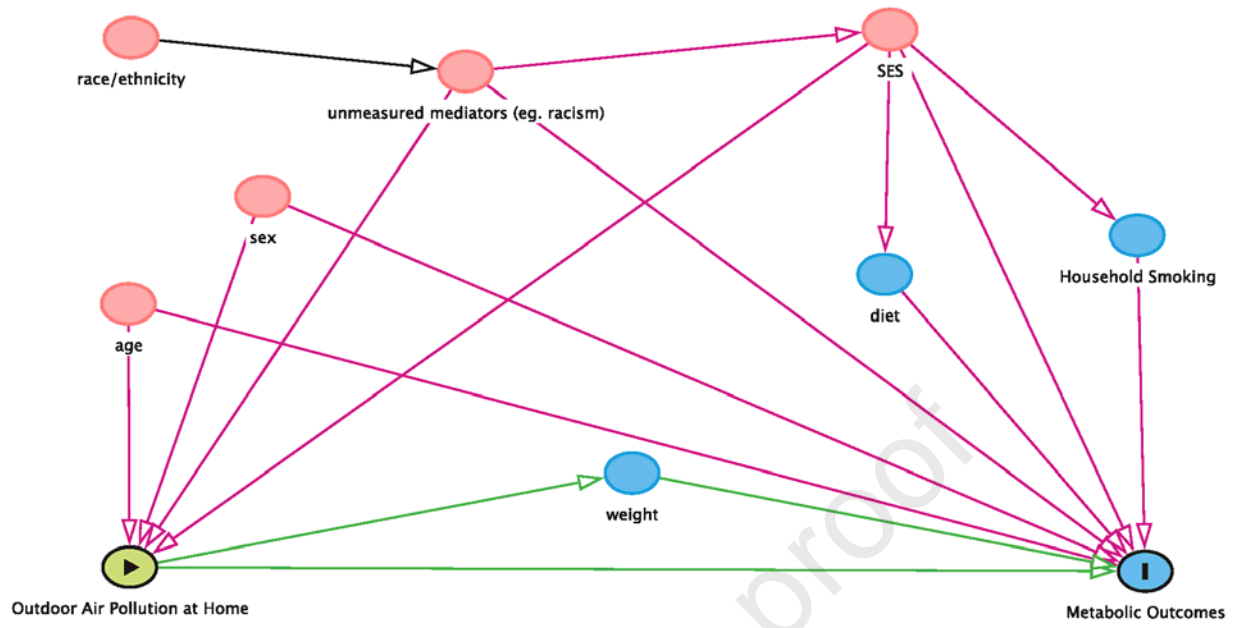 race/ethnicity
SES
unmeasured mediators (eg. racism)
sex
Household Smoking
diet
age
weight
Outdoor Air Pollution at Home
Metabolic Outcomes
proof